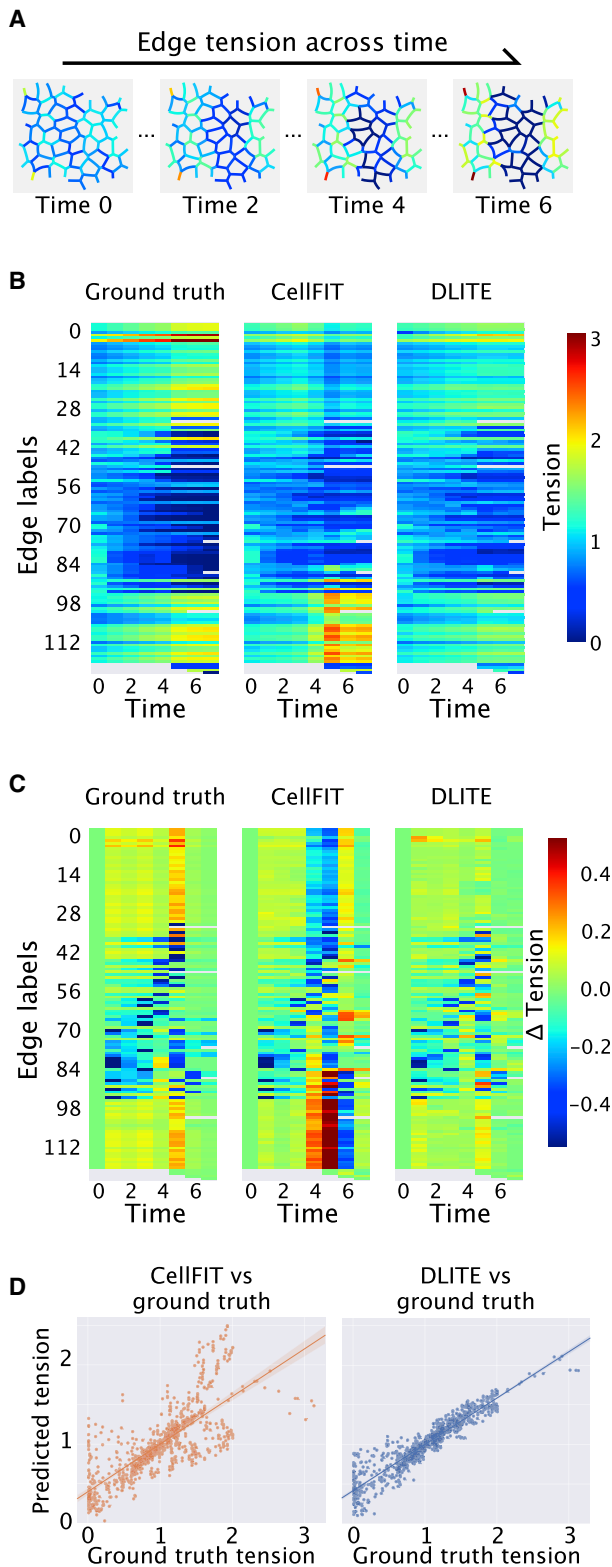 A
Edge tension across time
... ... ...
Time 0 Time 2 Time 4 Time 6
B
Ground truth CellFIT DLITE
0
14
28
42
56
70
84
98
112
Edge labels
3
2
1
0
Tension
0 2 4 6 0 2 4 6 0 2 4 6
Time Time Time
C
Ground truth CellFIT DLITE
0
14
28
42
56
70
84
98
112
Edge labels
0.4
0.2
0.0
−0.2
−0.4
Δ Tension
0 2 4 6 0 2 4 6 0 2 4 6
Time Time Time
D
CellFIT vs
ground truth
DLITE vs
ground truth
Predicted tension
2
1
0
0 1 2 3 0 1 2 3
Ground truth tension Ground truth tension